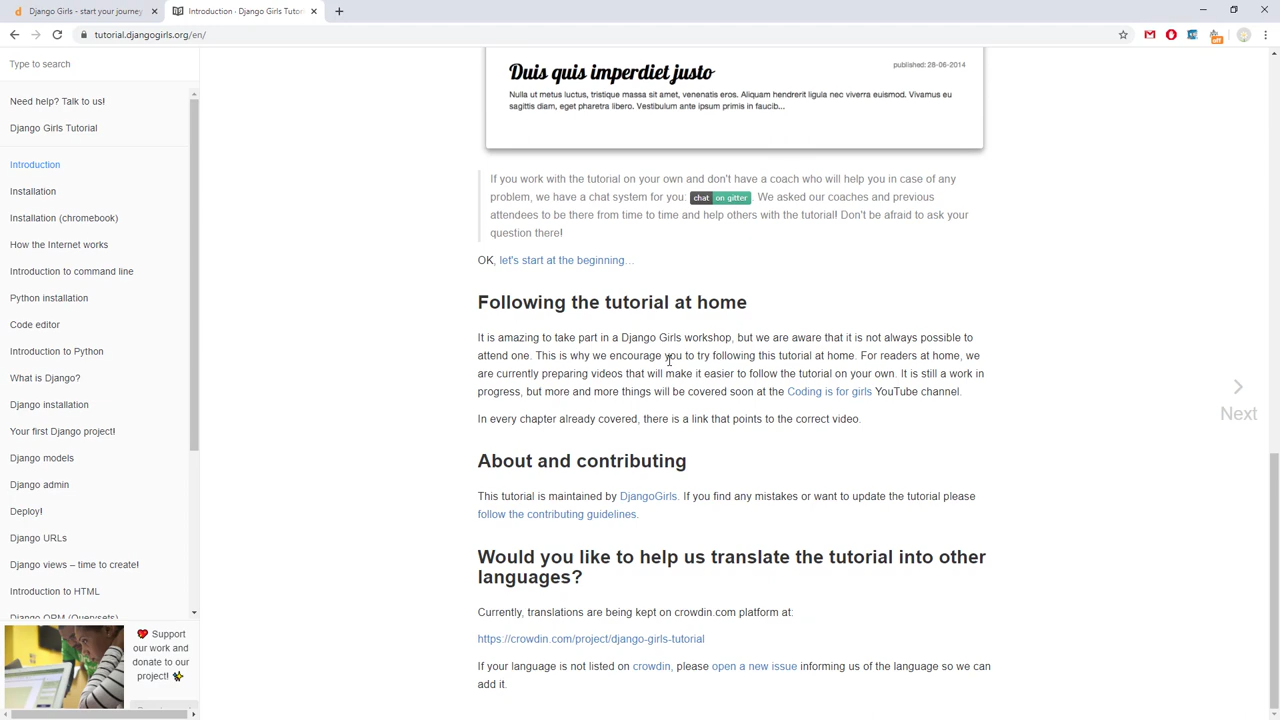 Django Girls - start your journey
Introduction · Django Girls Tuto
tutorial.djangogirls.org/en/
off
Type to search
Need help? Talk to us!
Django Girls Tutorial
Introduction
Installation
Installation (chromebook)
How the Internet works
Introduction to command line
Python installation
Code editor
Introduction to Python
What is Django?
Django installation
Your first Django project!
Django models
Django admin
Deploy!
Django URLs
Django views – time to create!
Introduction to HTML
Django ORM (Querysets)
Support
our work and
donate to our
project!
Duis quis imperdiet justo
published: 28-06-2014
Nulla ut metus luctus, tristique massa sit amet, venenatis eros. Aliquam hendrerit ligula nec viverra euismod. Vivamus eu
sagittis diam, eget pharetra libero. Vestibulum ante ipsum primis in faucib...
If you work with the tutorial on your own and don't have a coach who will help you in case of any
problem, we have a chat system for you: chat on gitter . We asked our coaches and previous
attendees to be there from time to time and help others with the tutorial! Don't be afraid to ask your
question there!
OK, let's start at the beginning…
Following the tutorial at home
It is amazing to take part in a Django Girls workshop, but we are aware that it is not always possible to
attend one. This is why we encourage you to try following this tutorial at home. For readers at home, we
are currently preparing videos that will make it easier to follow the tutorial on your own. It is still a work in
progress, but more and more things will be covered soon at the Coding is for girls YouTube channel.
In every chapter already covered, there is a link that points to the correct video.
About and contributing
This tutorial is maintained by DjangoGirls. If you find any mistakes or want to update the tutorial please
follow the contributing guidelines.
Would you like to help us translate the tutorial into other
languages?
Currently, translations are being kept on crowdin.com platform at:
https://crowdin.com/project/django-girls-tutorial
If your language is not listed on crowdin, please open a new issue informing us of the language so we can
add it.
Next